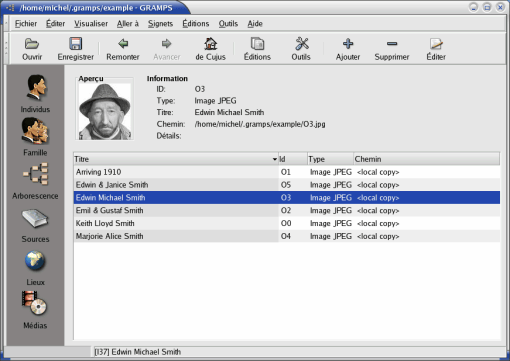 /home/michel/.gramps/example - GRAMPS
Fichier Éditer Visualiser Aller à Signets Éditions Outils Aide
Ouvrir Enregistrer Remonter Avancer de Cujus Éditions Outils Ajouter Supprimer Éditer
Individus
Famille
Arborescence
Sources
Lieux
Médias
Aperçu
Information
ID: O3
Type: Image JPEG
Titre: Edwin Michael Smith
Chemin: /home/michel/.gramps/example/O3.jpg
Détails:
Titre Id Type Chemin
Arriving 1910 O1 Image JPEG <local copy>
Edwin & Janice Smith O5 Image JPEG <local copy>
Edwin Michael Smith O3 Image JPEG <local copy>
Emil & Gustaf Smith O2 Image JPEG <local copy>
Keith Lloyd Smith O0 Image JPEG <local copy>
Marjorie Alice Smith O4 Image JPEG <local copy>
[I37] Edwin Michael Smith